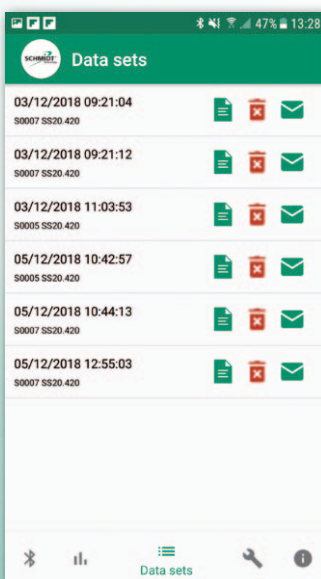 47% 13:28
SCHMIDT
Data sets
03/12/2018 09:21:04
S0007 SS20.420
03/12/2018 09:21:12
S0007 SS20.420
03/12/2018 11:03:53
S0005 SS20.420
05/12/2018 10:42:57
S0005 SS20.420
05/12/2018 10:44:13
S0007 SS20.420
05/12/2018 12:55:03
S0007 SS20.420
Data sets